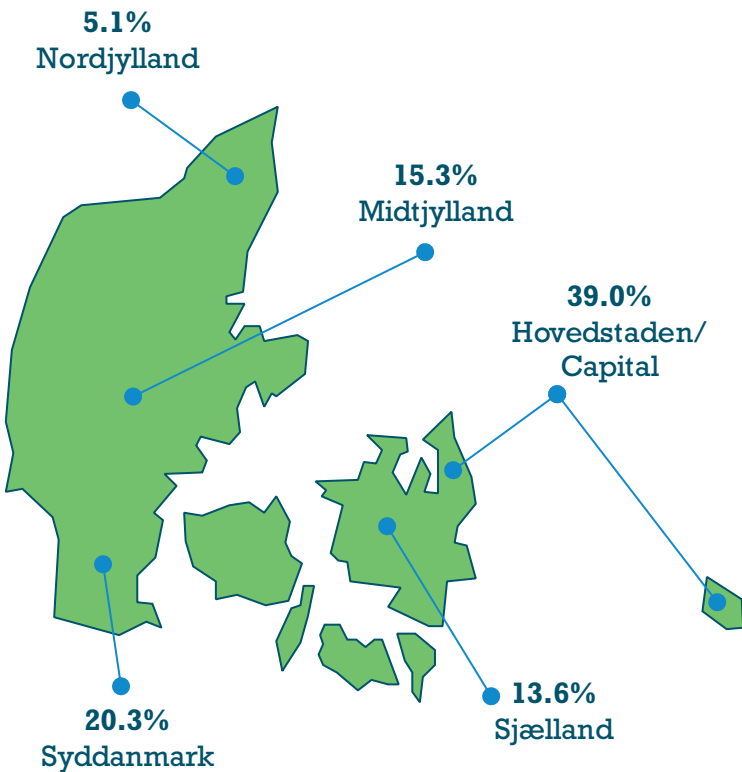 5.1%
Nordjylland
15.3%
Midtjylland
39.0%
Hovedstaden/
Capital
13.6%
Sjælland
20.3%
Syddanmark